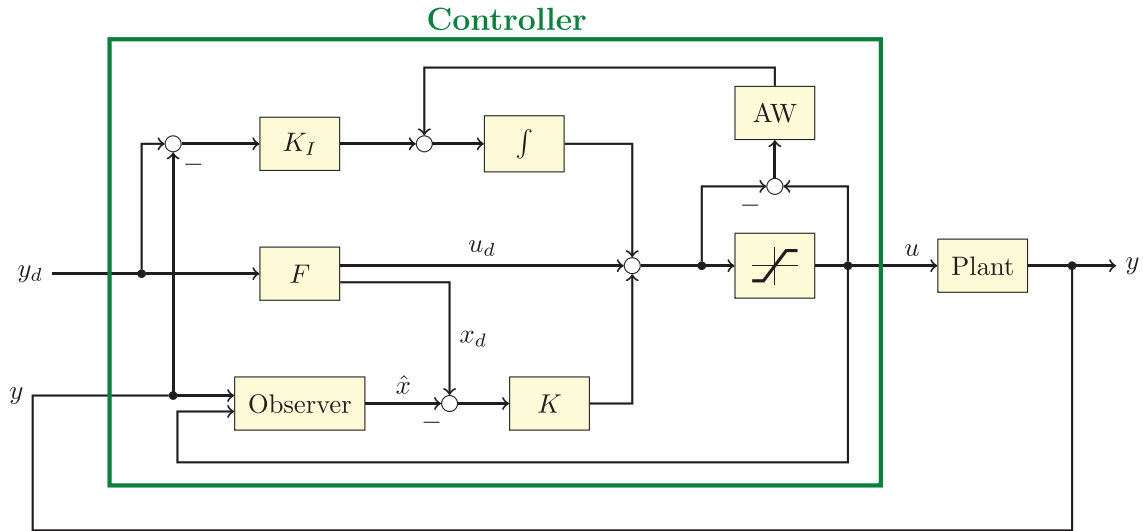 Controller
AW
−
K_I
∫
−
y_d
F
u_d
u
Plant
y
x_d
y
Observer
x̂
−
K